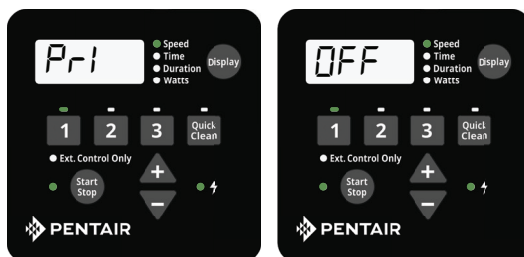 Pri
Speed
Time
Duration
Watts
Display
1
2
3
Quick
Clean
Ext. Control Only
Start
Stop
+
−
PENTAIR
OFF
Speed
Time
Duration
Watts
Display
1
2
3
Quick
Clean
Ext. Control Only
Start
Stop
+
−
PENTAIR